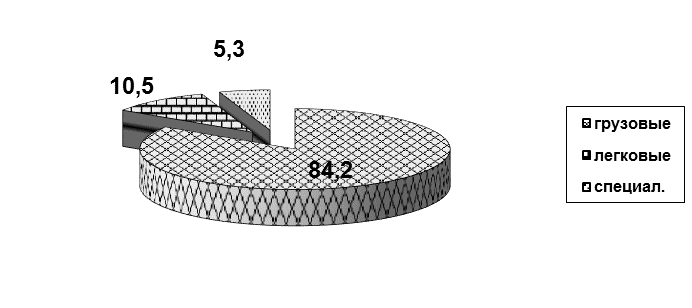 5,3
10,5
84,2
грузовые
легковые
специал.